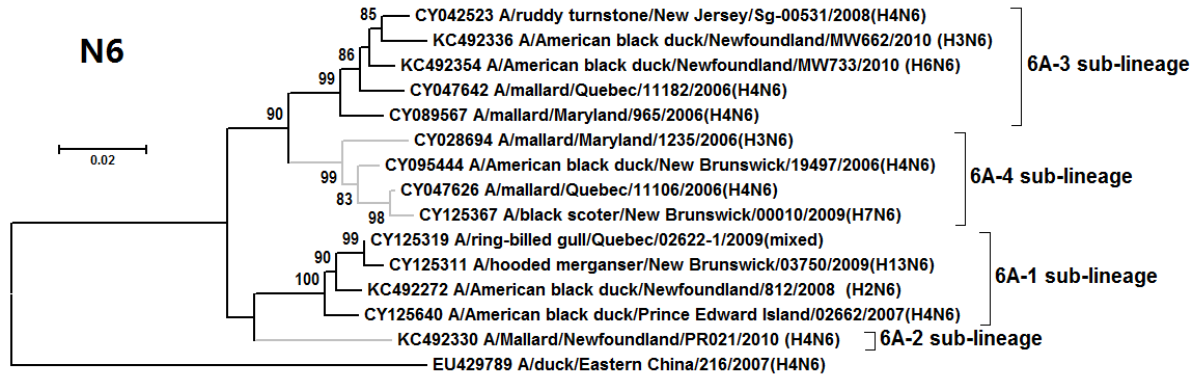 N6
0.02
85
86
99
90
99
83
98
99
90
100
CY042523 A/ruddy turnstone/New Jersey/Sg-00531/2008(H4N6)
KC492336 A/American black duck/Newfoundland/MW662/2010 (H3N6)
KC492354 A/American black duck/Newfoundland/MW733/2010 (H6N6)
CY047642 A/mallard/Quebec/11182/2006(H4N6)
CY089567 A/mallard/Maryland/965/2006(H4N6)
6A-3 sub-lineage
CY028694 A/mallard/Maryland/1235/2006(H3N6)
CY095444 A/American black duck/New Brunswick/19497/2006(H4N6)
CY047626 A/mallard/Quebec/11106/2006(H4N6)
CY125367 A/black scoter/New Brunswick/00010/2009(H7N6)
6A-4 sub-lineage
CY125319 A/ring-billed gull/Quebec/02622-1/2009(mixed)
CY125311 A/hooded merganser/New Brunswick/03750/2009(H13N6)
KC492272 A/American black duck/Newfoundland/812/2008 (H2N6)
CY125640 A/American black duck/Prince Edward Island/02662/2007(H4N6)
6A-1 sub-lineage
KC492330 A/Mallard/Newfoundland/PR021/2010 (H4N6)
6A-2 sub-lineage
EU429789 A/duck/Eastern China/216/2007(H4N6)